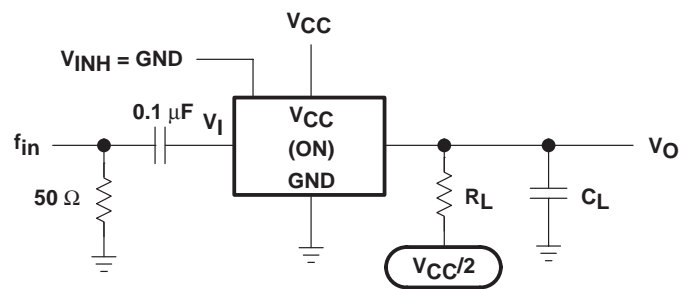 VCC
VINH = GND
0.1 μF
VI
VCC
(ON)
GND
fin
VO
50 Ω
RL
CL
VCC/2